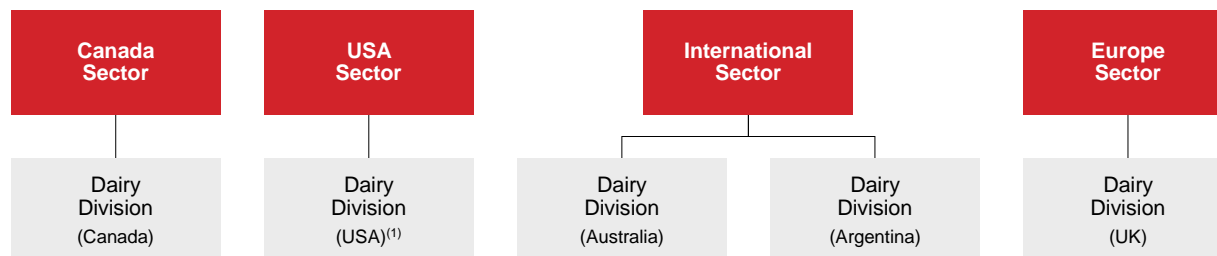 Canada
Sector
USA
Sector
International
Sector
Europe
Sector
Dairy
Division
(Canada)
Dairy
Division
(USA)(1)
Dairy
Division
(Australia)
Dairy
Division
(Argentina)
Dairy
Division
(UK)